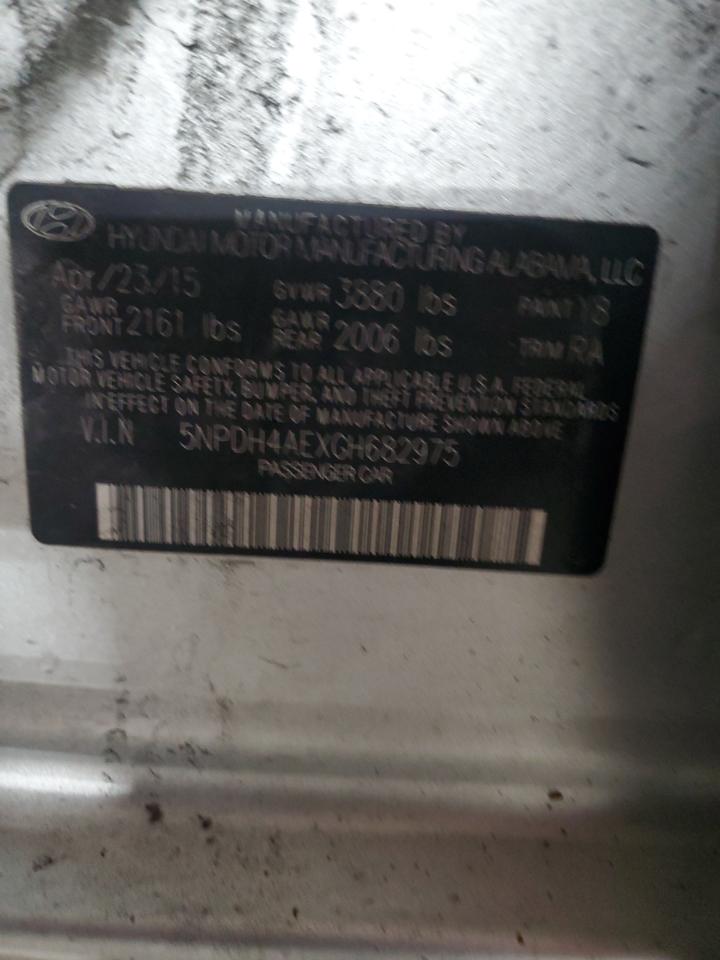 MANUFACTURED BY
HYUNDAI MOTOR MANUFACTURING ALABAMA, LLC
Apr/23/15 GVWR 3880 lbs PAINT Y8
GAWR FRONT 2161 lbs GAWR REAR 2006 lbs TRIM RA
THIS VEHICLE CONFORMS TO ALL APPLICABLE U.S.A. FEDERAL
MOTOR VEHICLE SAFETY, BUMPER, AND THEFT PREVENTION STANDARDS
IN EFFECT ON THE DATE OF MANUFACTURE SHOWN ABOVE
V.I.N 5NPDH4AEXGH682975
PASSENGER CAR